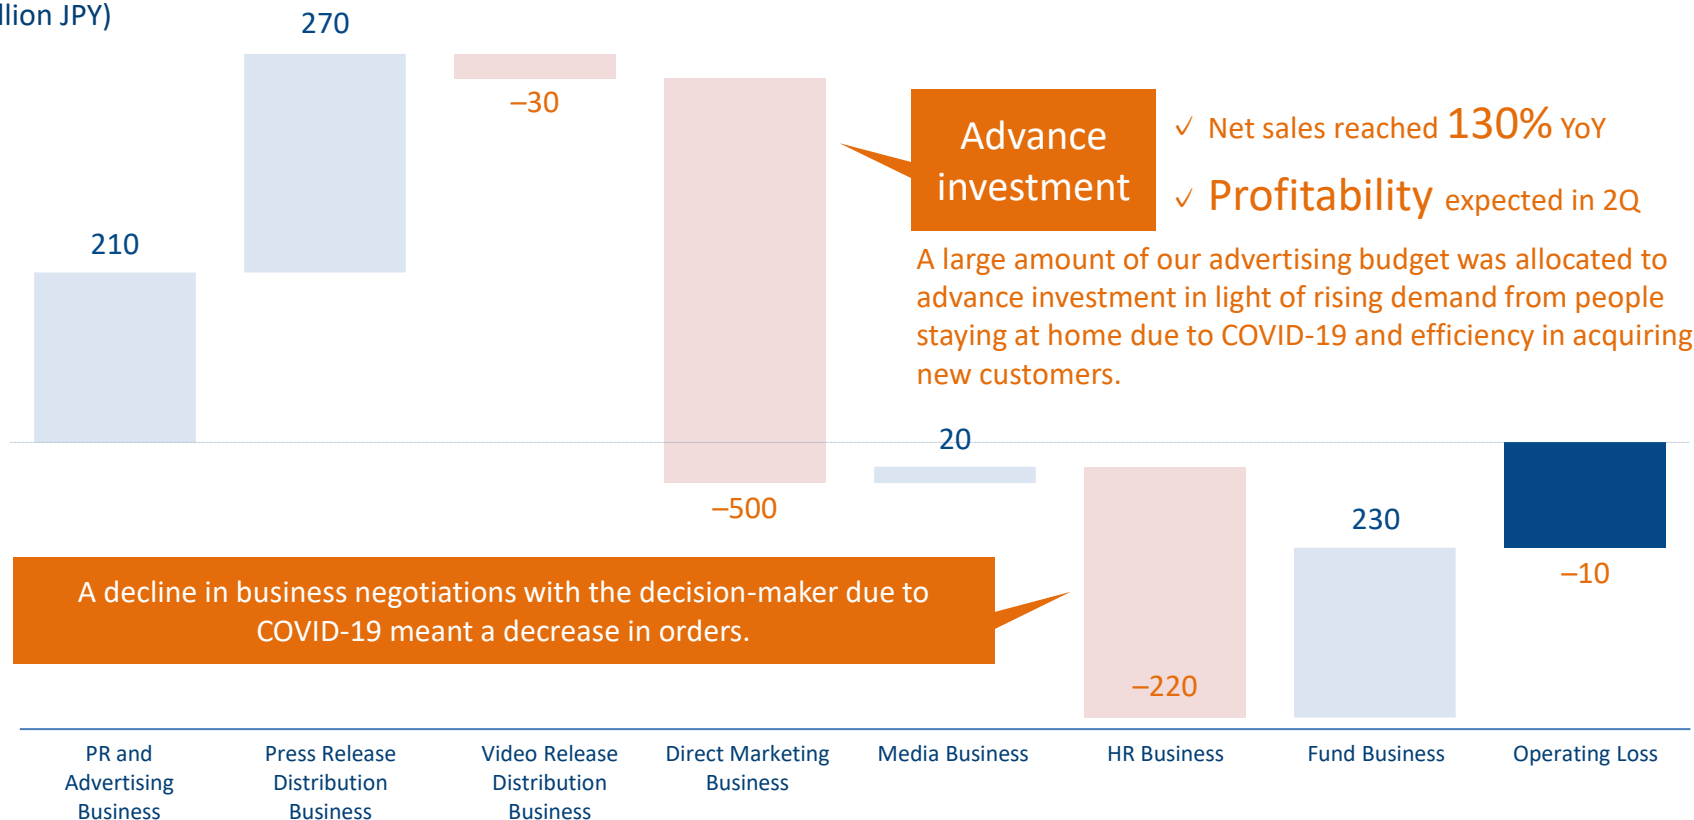 llion JPY)
270
–30
210
Advance
investment
✓ Net sales reached 130% YoY
✓ Profitability expected in 2Q
A large amount of our advertising budget was allocated to
advance investment in light of rising demand from people
staying at home due to COVID-19 and efficiency in acquiring
new customers.
20
–500
230
–10
A decline in business negotiations with the decision-maker due to
COVID-19 meant a decrease in orders.
–220
PR and
Advertising
Business
Press Release
Distribution
Business
Video Release
Distribution
Business
Direct Marketing
Business
Media Business
HR Business
Fund Business
Operating Loss